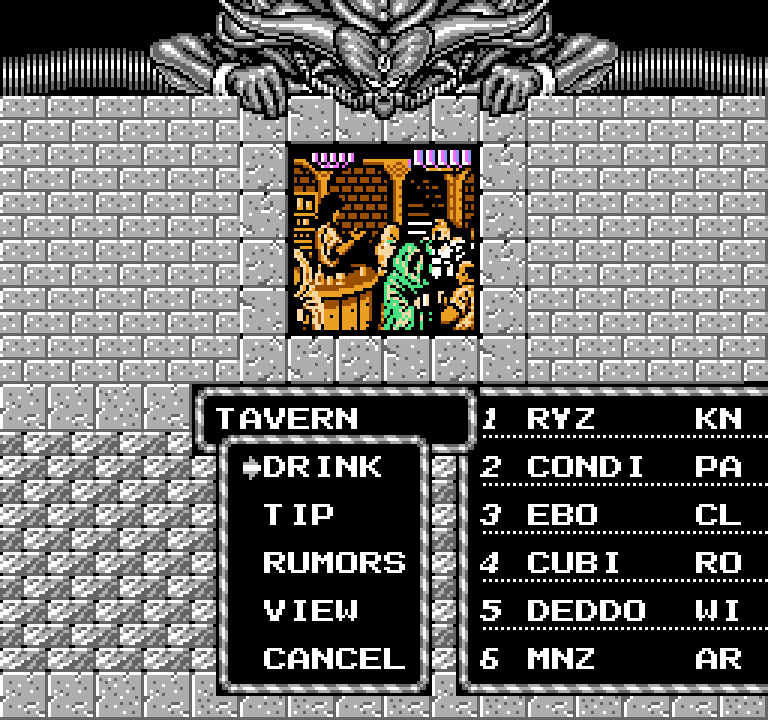 TAVERN
DRINK
TIP
RUMORS
VIEW
CANCEL
1 RYZ KN
2 CONDI PA
3 EBO CL
4 CUBI RO
5 DEDDO WI
6 MNZ AR